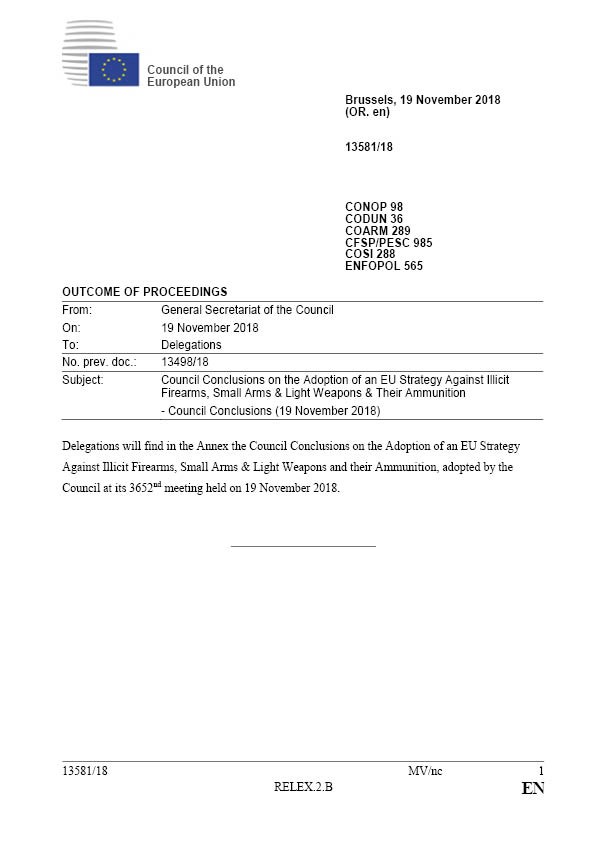 Council of the
European Union
Brussels, 19 November 2018
(OR. en)
13581/18
CONOP 98
CODUN 36
COARM 289
CFSP/PESC 985
COSI 288
ENFOPOL 565
OUTCOME OF PROCEEDINGS
From: General Secretariat of the Council
On: 19 November 2018
To: Delegations
No. prev. doc.: 13498/18
Subject: Council Conclusions on the Adoption of an EU Strategy Against Illicit
Firearms, Small Arms & Light Weapons & Their Ammunition
- Council Conclusions (19 November 2018)
Delegations will find in the Annex the Council Conclusions on the Adoption of an EU Strategy
Against Illicit Firearms, Small Arms & Light Weapons and their Ammunition, adopted by the
Council at its 3652nd meeting held on 19 November 2018.
13581/18 MV/nc 1
RELEX.2.B EN